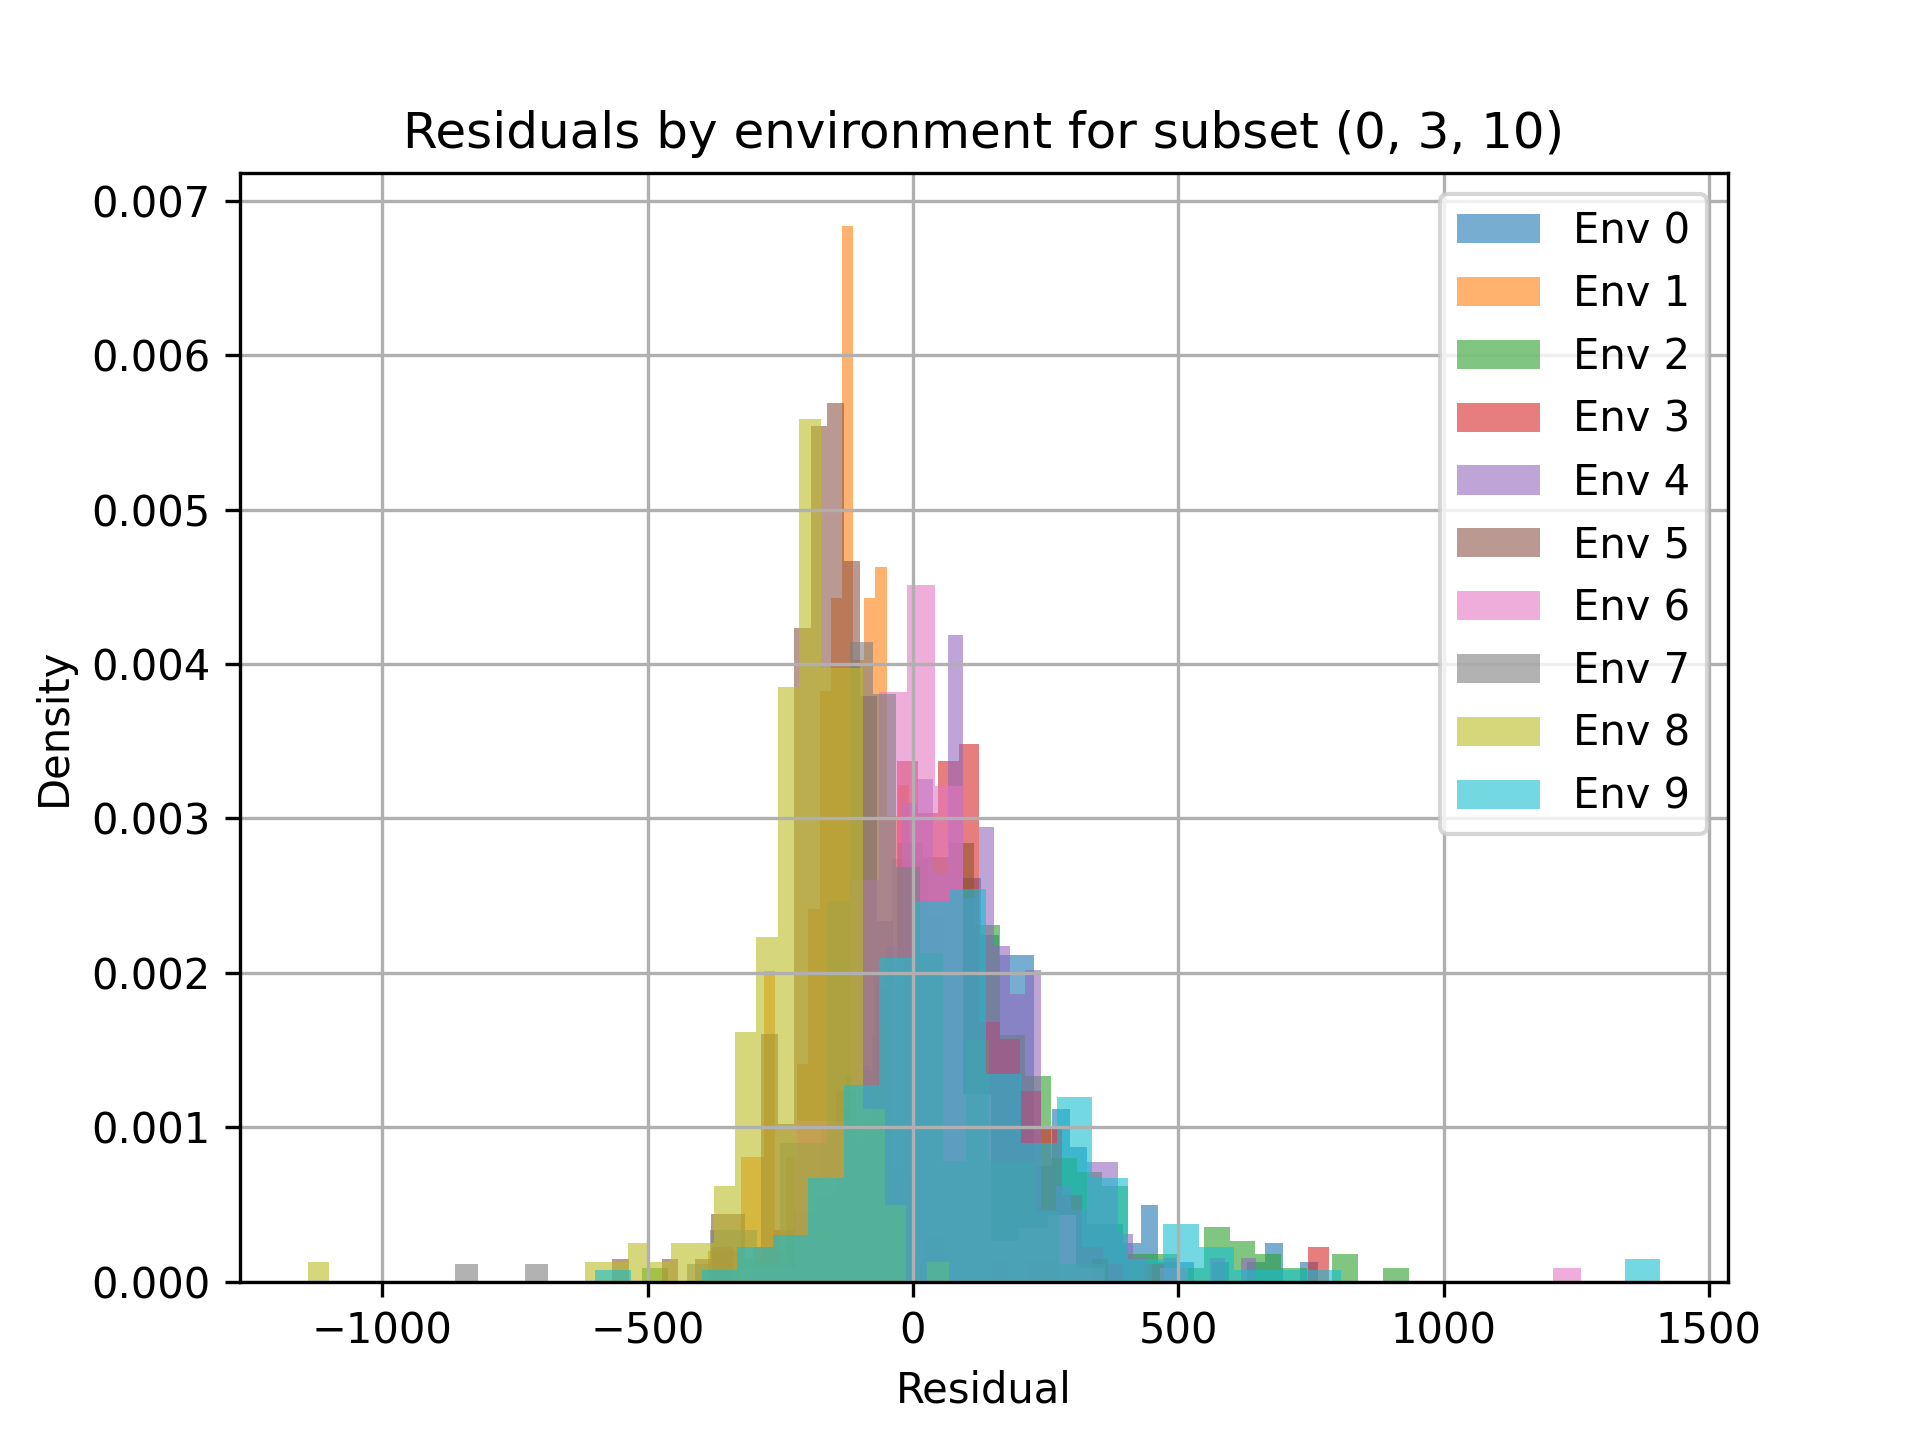 Residuals by environment for subset (0, 3, 10)
0.007
0.006
0.005
0.004
0.003
0.002
0.001
0.000
Density
Env 0
Env 1
Env 2
Env 3
Env 4
Env 5
Env 6
Env 7
Env 8
Env 9
−1000
−500
0
500
1000
1500
Residual